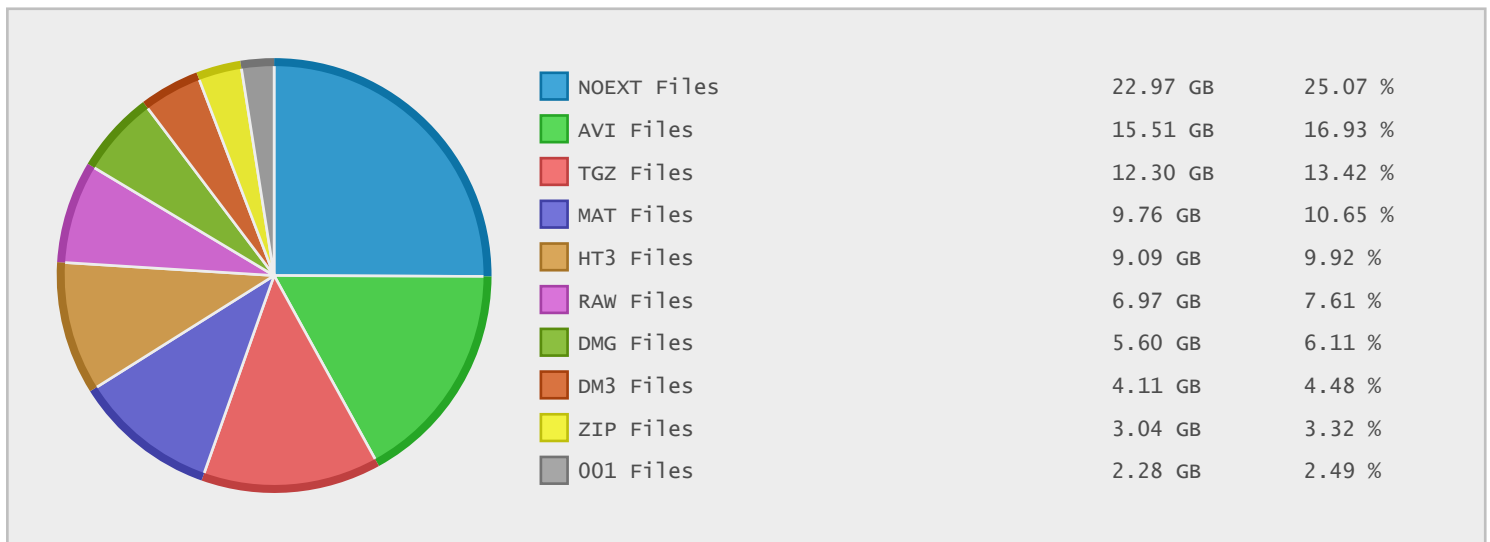 NOEXT Files 22.97 GB 25.07 %
AVI Files 15.51 GB 16.93 %
TGZ Files 12.30 GB 13.42 %
MAT Files 9.76 GB 10.65 %
HT3 Files 9.09 GB 9.92 %
RAW Files 6.97 GB 7.61 %
DMG Files 5.60 GB 6.11 %
DM3 Files 4.11 GB 4.48 %
ZIP Files 3.04 GB 3.32 %
001 Files 2.28 GB 2.49 %